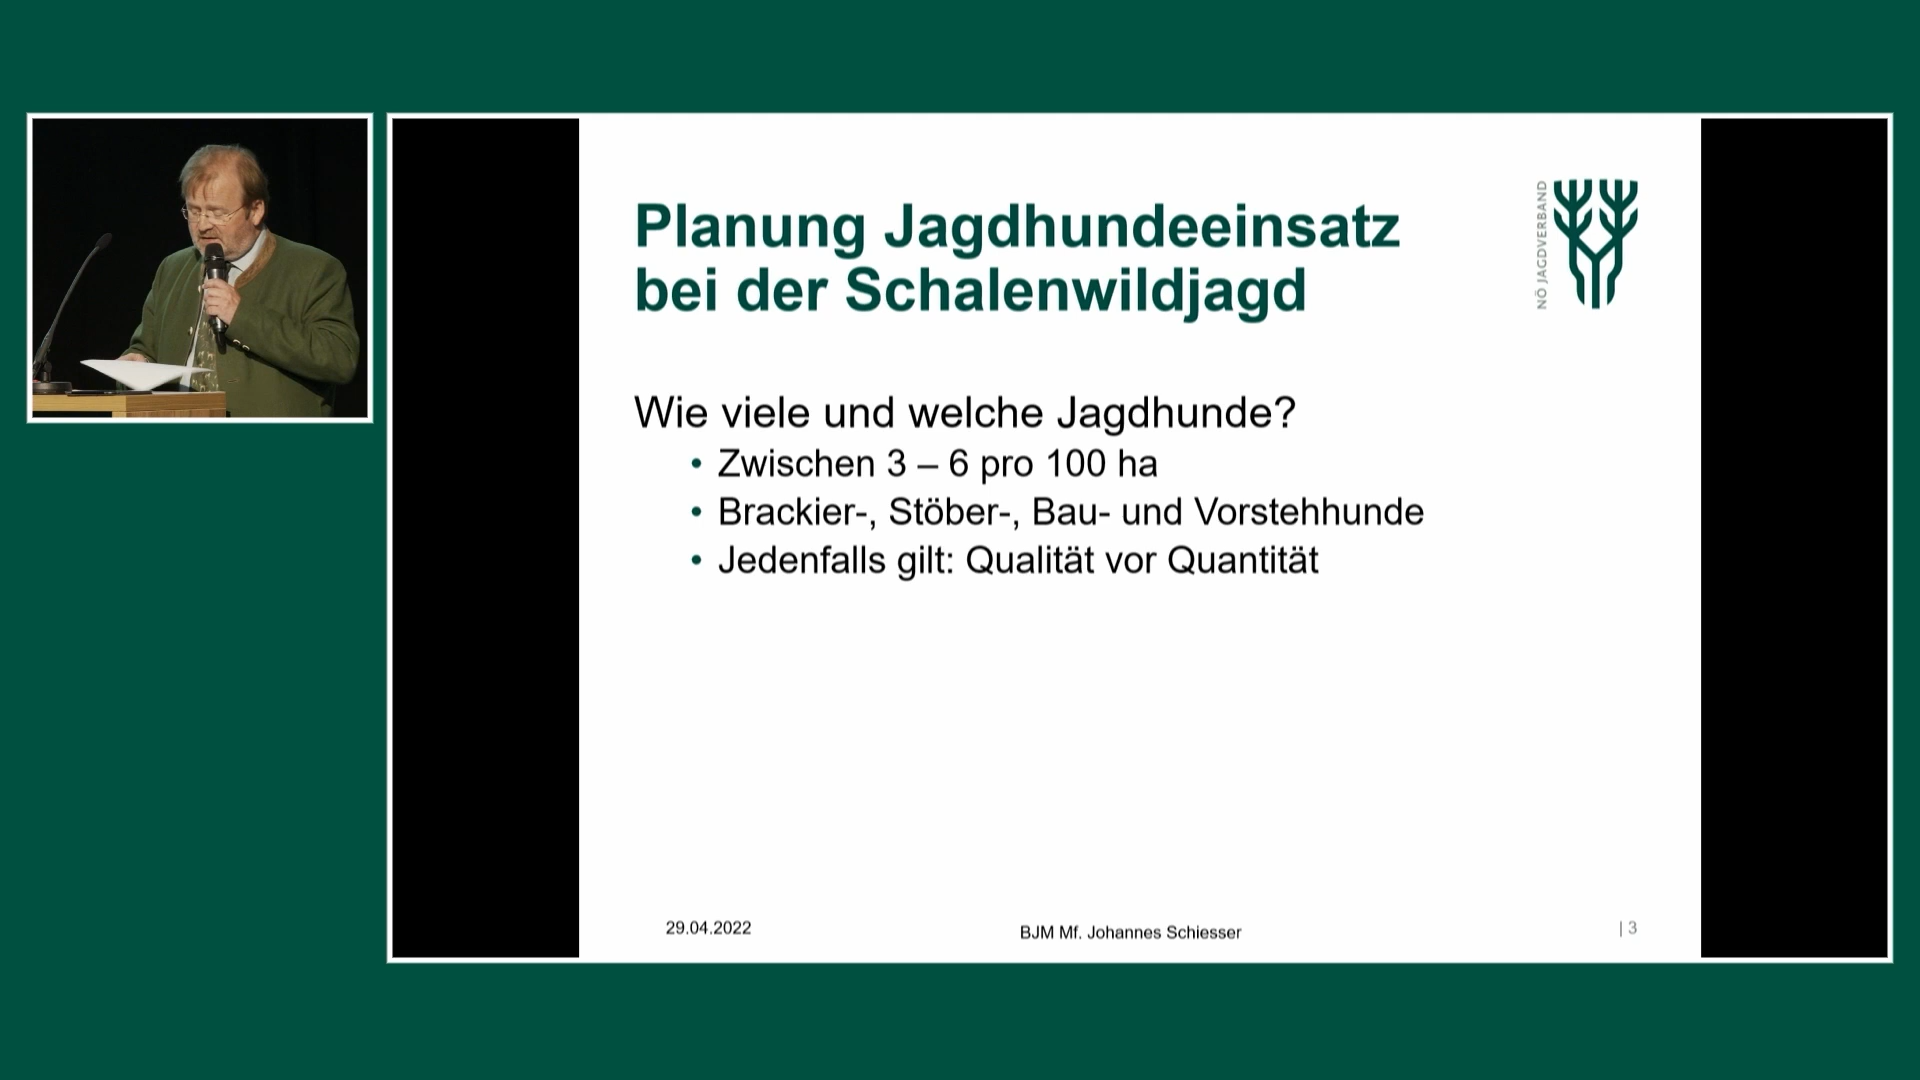 Planung Jagdhundeeinsatz
bei der Schalenwildjagd
NÖ JAGDVERBAND
Wie viele und welche Jagdhunde?
• Zwischen 3 – 6 pro 100 ha
• Brackier-, Stöber-, Bau- und Vorstehhunde
• Jedenfalls gilt: Qualität vor Quantität
29.04.2022
BJM Mf. Johannes Schiesser
| 3